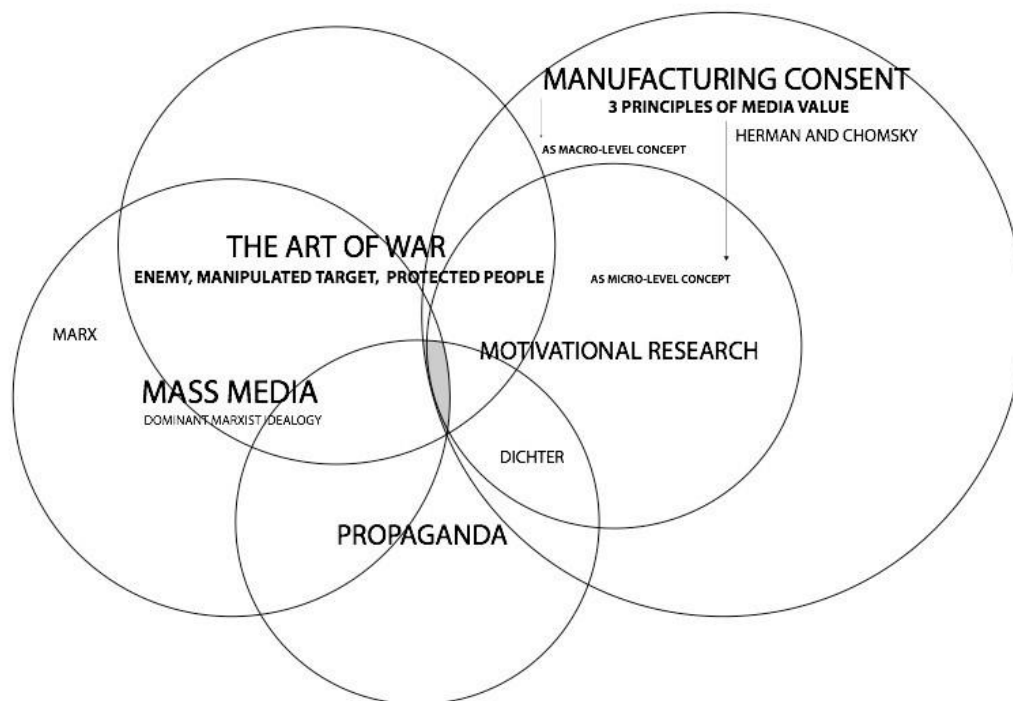 MANUFACTURING CONSENT
3 PRINCIPLES OF MEDIA VALUE
HERMAN AND CHOMSKY
AS MACRO-LEVEL CONCEPT
THE ART OF WAR
ENEMY, MANIPULATED TARGET, PROTECTED PEOPLE
AS MICRO-LEVEL CONCEPT
MARX
MOTIVATIONAL RESEARCH
MASS MEDIA
DOMINANT MARXIST IDEALOGY
DICHTER
PROPAGANDA